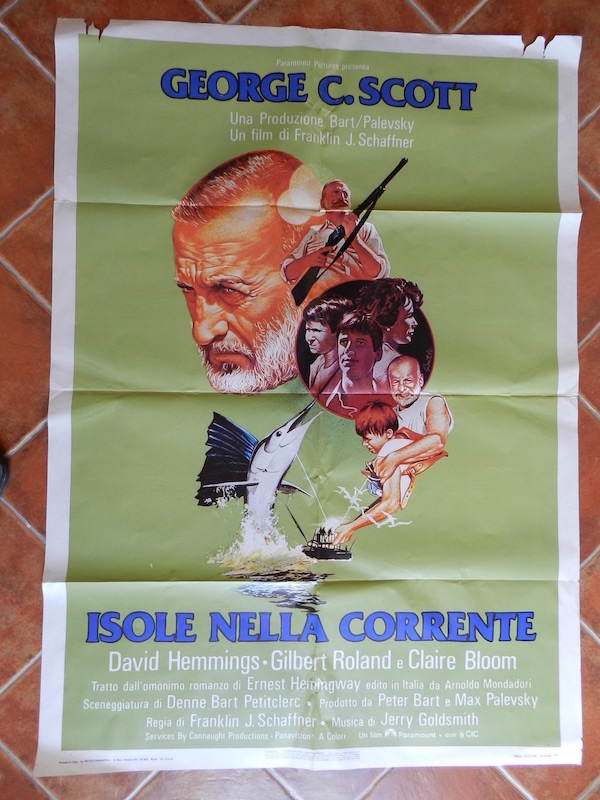 Paramount Pictures presenta
GEORGE C. SCOTT
Una Produzione Bart/Palevsky
Un film di Franklin J. Schaffner
ISOLE NELLA CORRENTE
David Hemmings • Gilbert Roland e Claire Bloom
Tratto dall'omonimo romanzo di Ernest Hemingway edito in Italia da Arnoldo Mondadori
Sceneggiatura di Denne Bart Petitclerc • Prodotto da Peter Bart e Max Palevsky
Regia di Franklin J. Schaffner • Musica di Jerry Goldsmith
Services By Connaught Productions - Panavision® A Colori Un film Paramount • distr. CIC